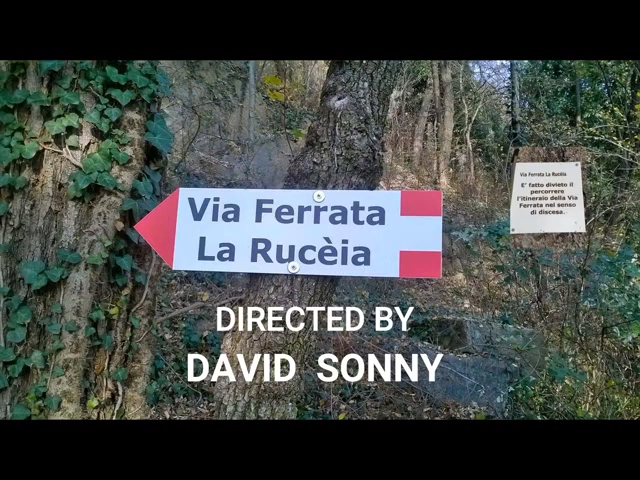 Via Ferrata
La Rucèia
Via Ferrata La Rucèia
E' fatto divieto il
percorrere
l'itineraio della Via
Ferrata nel senso
di discesa.
DIRECTED BY
DAVID SONNY